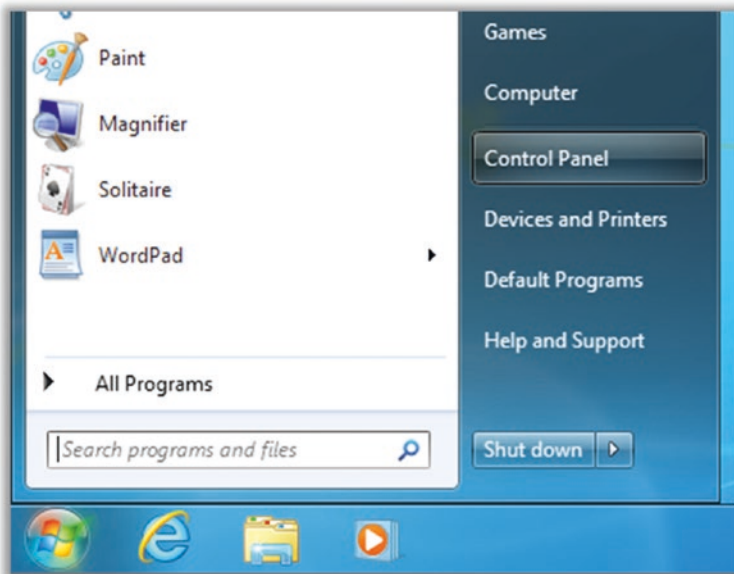 Paint
Magnifier
Solitaire
WordPad
All Programs
Search programs and files
Games
Computer
Control Panel
Devices and Printers
Default Programs
Help and Support
Shut down